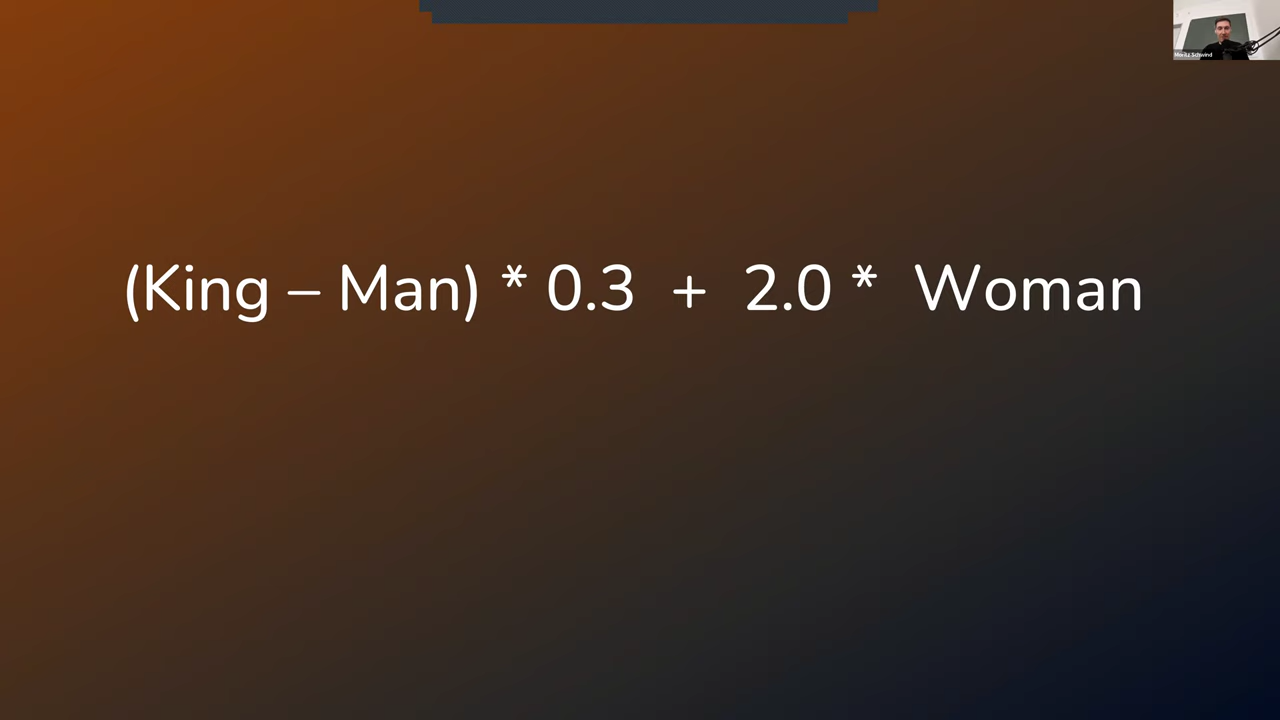 (King – Man) * 0.3 + 2.0 * Woman